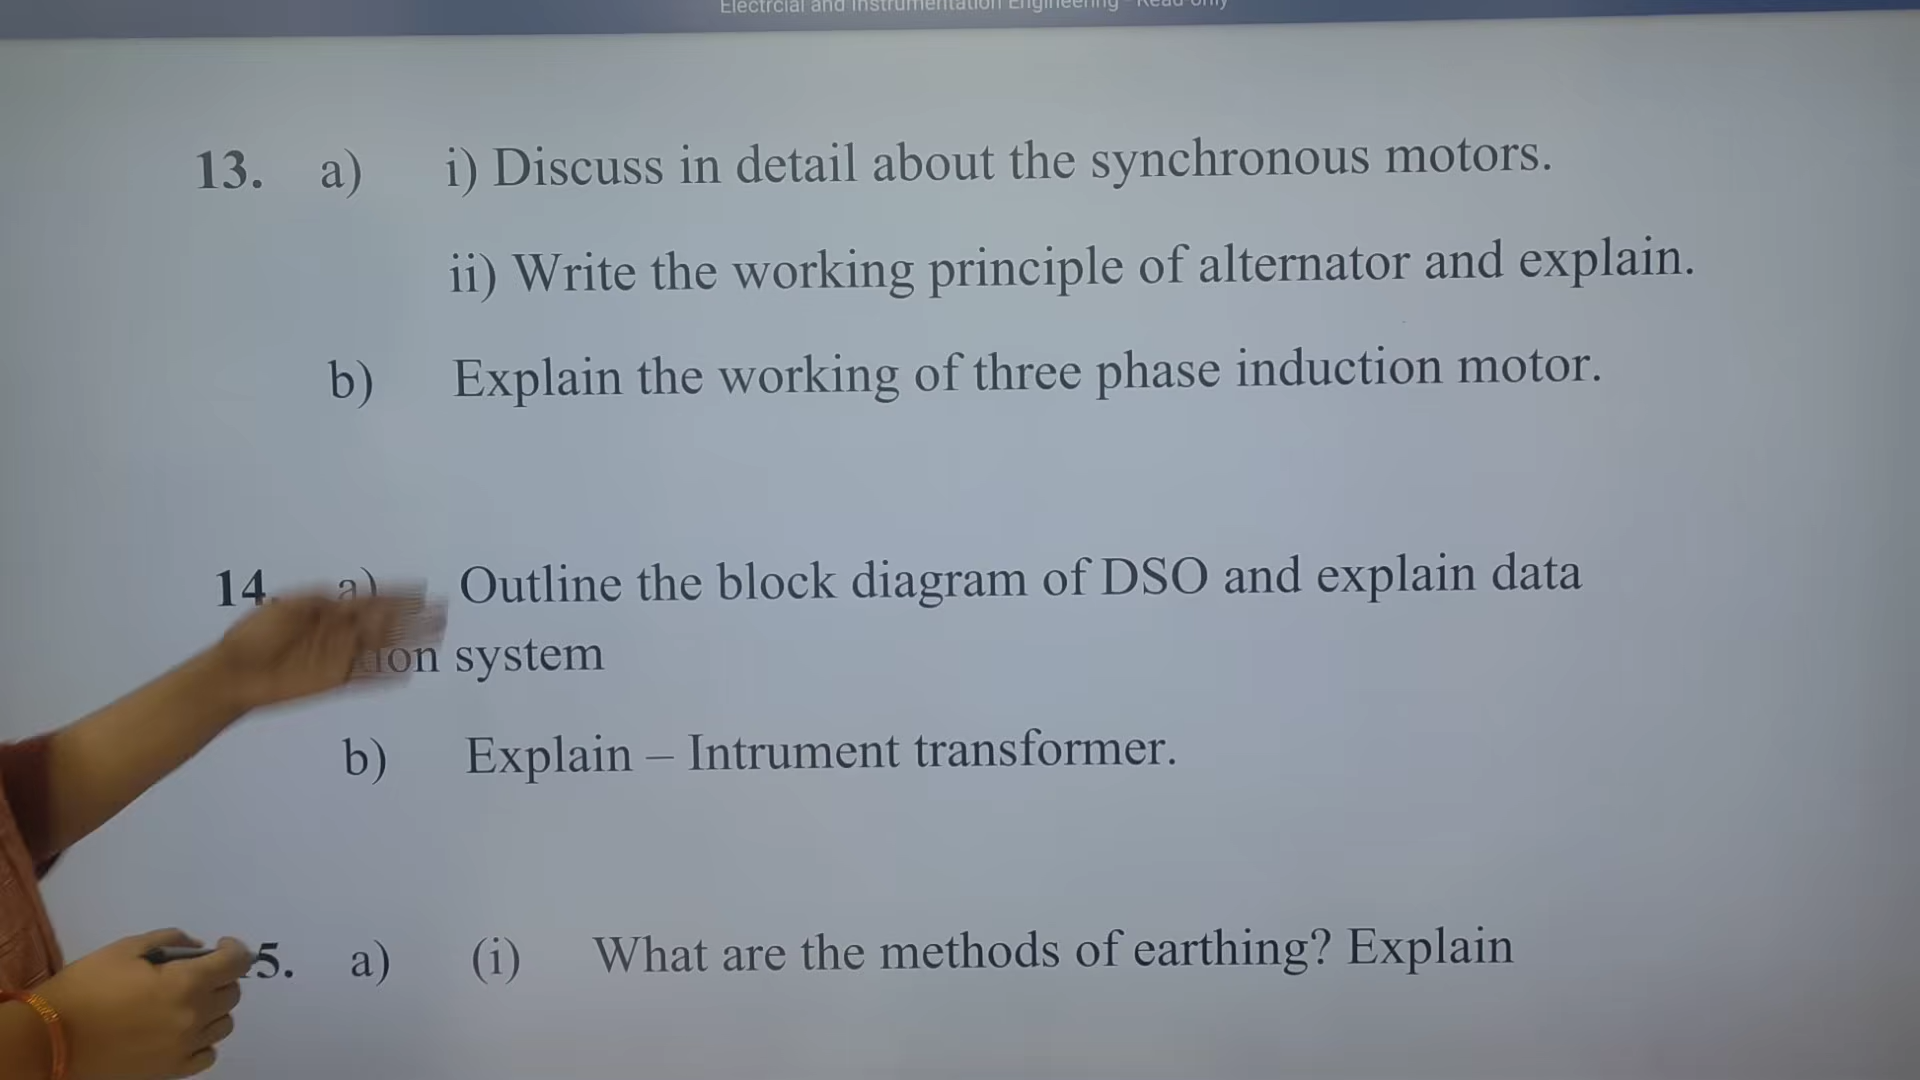 Electrcial and Instrumentation Engineering - Read-only
13. a) i) Discuss in detail about the synchronous motors.
ii) Write the working principle of alternator and explain.
b) Explain the working of three phase induction motor.
14. a) Outline the block diagram of DSO and explain data
system
b) Explain – Intrument transformer.
5. a) (i) What are the methods of earthing? Explain